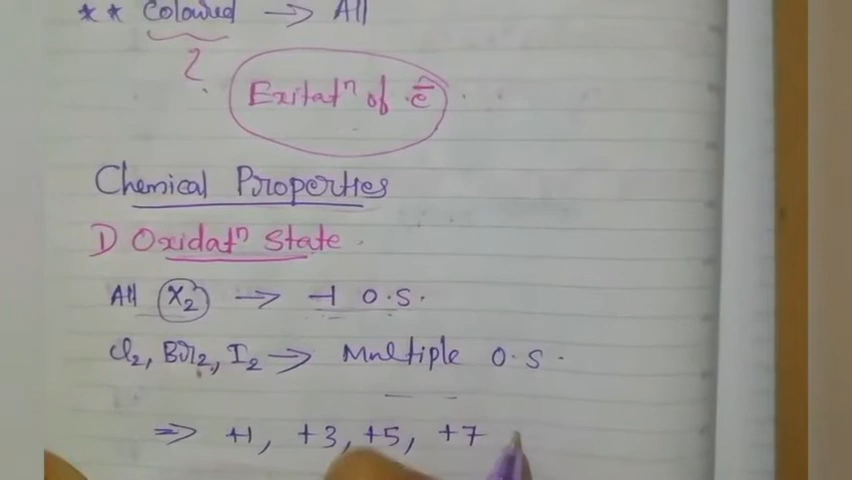 ** Coloured → All
?
Exitatⁿ of ē
Chemical Properties
1) Oxidatⁿ State.
All X₂ → -1 O.S.
Cl₂, Br₂, I₂ → Multiple O.S.
⇒ +1, +3, +5, +7